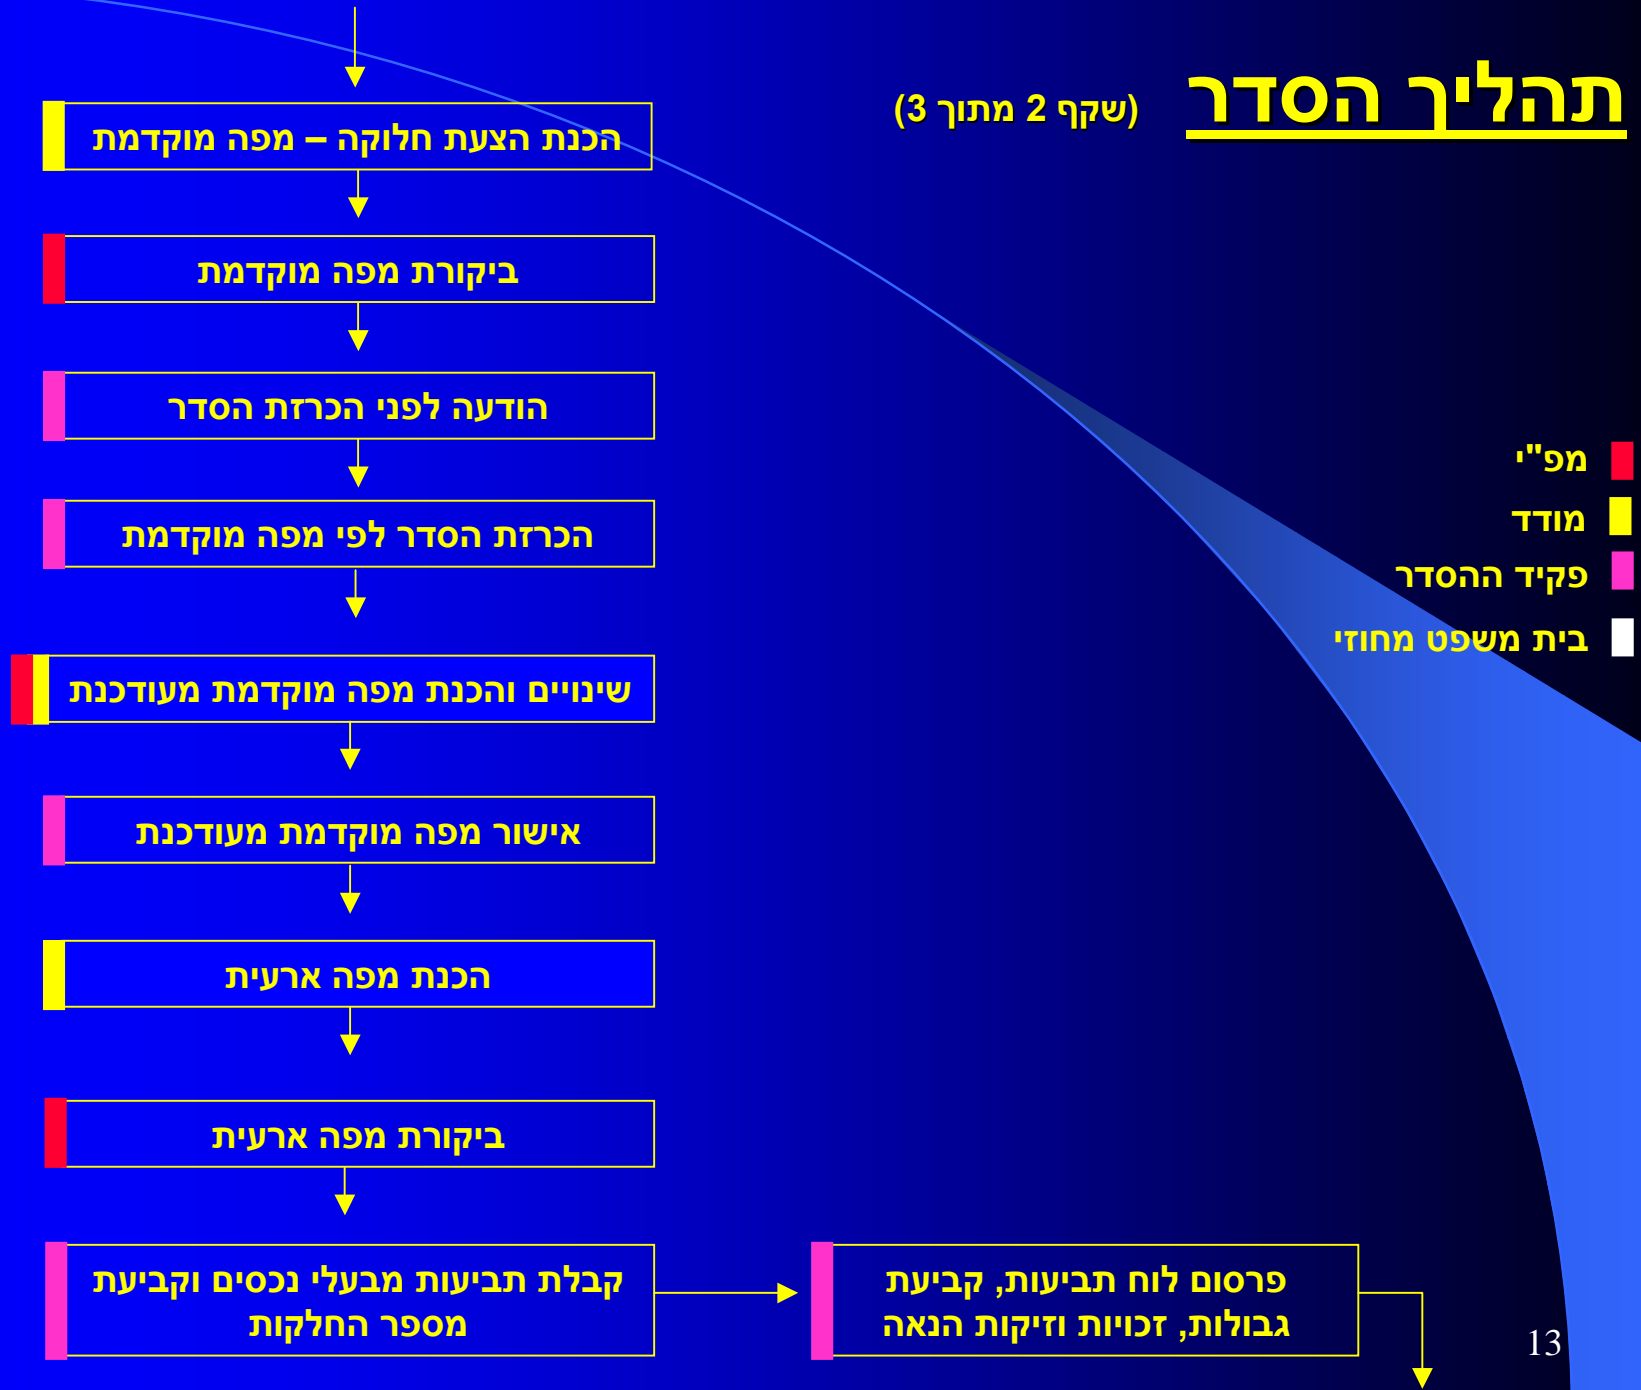 תהליך הסדר (שקף 2 מתוך 3)
הכנת הצעת חלוקה – מפה מוקדמת
ביקורת מפה מוקדמת
הודעה לפני הכרזת הסדר
הכרזת הסדר לפי מפה מוקדמת
שינויים והכנת מפה מוקדמת מעודכנת
אישור מפה מוקדמת מעודכנת
הכנת מפה ארעית
ביקורת מפה ארעית
קבלת תביעות מבעלי נכסים וקביעת
מספר החלקות
פרסום לוח תביעות, קביעת
גבולות, זכויות וזיקות הנאה
מפ"י
מודד
פקיד ההסדר
בית משפט מחוזי
13